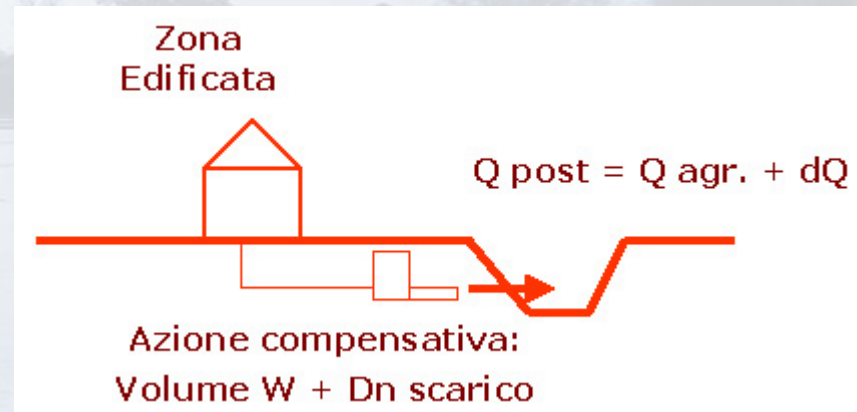 Zona
Edificata
Q post = Q agr. + dQ
Azione compensativa:
Volume W + Dn scarico